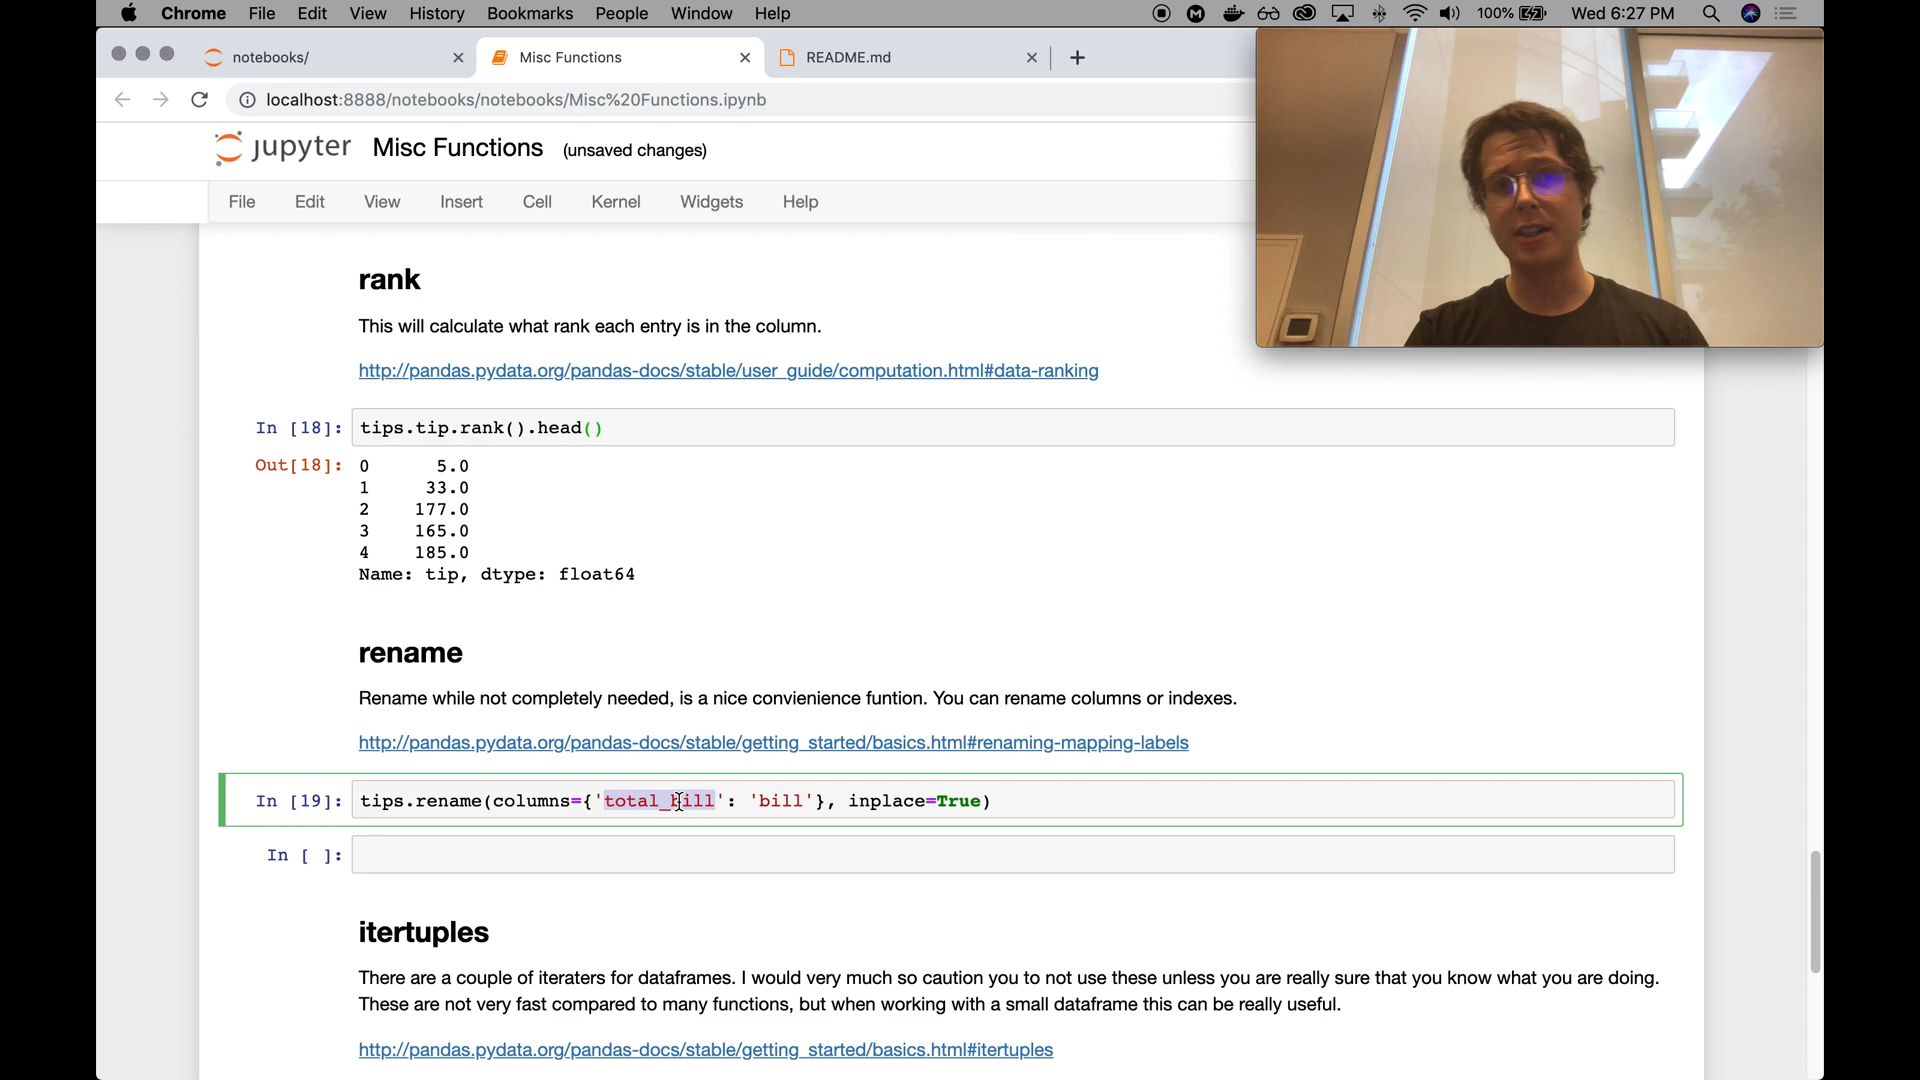 Chrome File Edit View History Bookmarks People Window Help 100% Wed 6:27 PM
notebooks/ Misc Functions README.md
localhost:8888/notebooks/notebooks/Misc%20Functions.ipynb
jupyter Misc Functions (unsaved changes)
File Edit View Insert Cell Kernel Widgets Help
rank
This will calculate what rank each entry is in the column.
http://pandas.pydata.org/pandas-docs/stable/user_guide/computation.html#data-ranking
In [18]: tips.tip.rank().head()
Out[18]: 0 5.0
1 33.0
2 177.0
3 165.0
4 185.0
Name: tip, dtype: float64
rename
Rename while not completely needed, is a nice convienience funtion. You can rename columns or indexes.
http://pandas.pydata.org/pandas-docs/stable/getting_started/basics.html#renaming-mapping-labels
In [19]: tips.rename(columns={'total_bill': 'bill'}, inplace=True)
In [ ]:
itertuples
There are a couple of iteraters for dataframes. I would very much so caution you to not use these unless you are really sure that you know what you are doing.
These are not very fast compared to many functions, but when working with a small dataframe this can be really useful.
http://pandas.pydata.org/pandas-docs/stable/getting_started/basics.html#itertuples